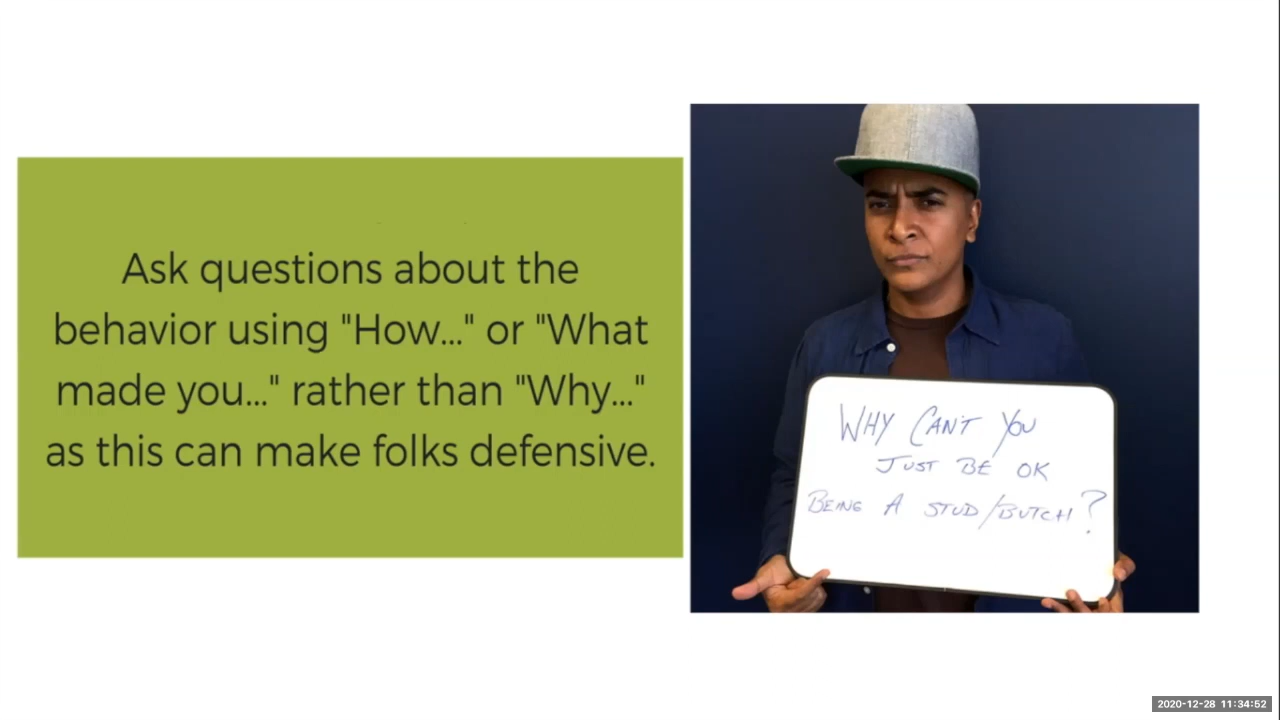 Ask questions about the
behavior using "How..." or "What
made you..." rather than "Why..."
as this can make folks defensive.
WHY CAN'T YOU
JUST BE OK
BEING A STUD/BUTCH?
2020-12-28 11:34:52